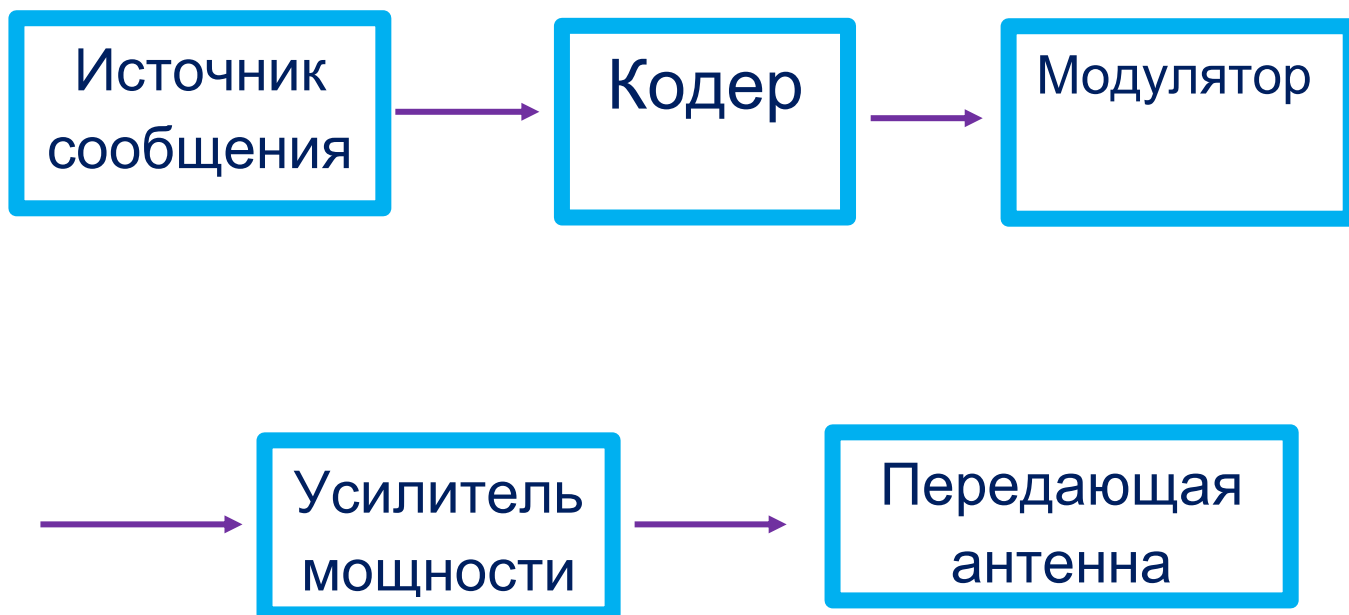 Источник
сообщения
Кодер
Модулятор
Усилитель
мощности
Передающая
антенна